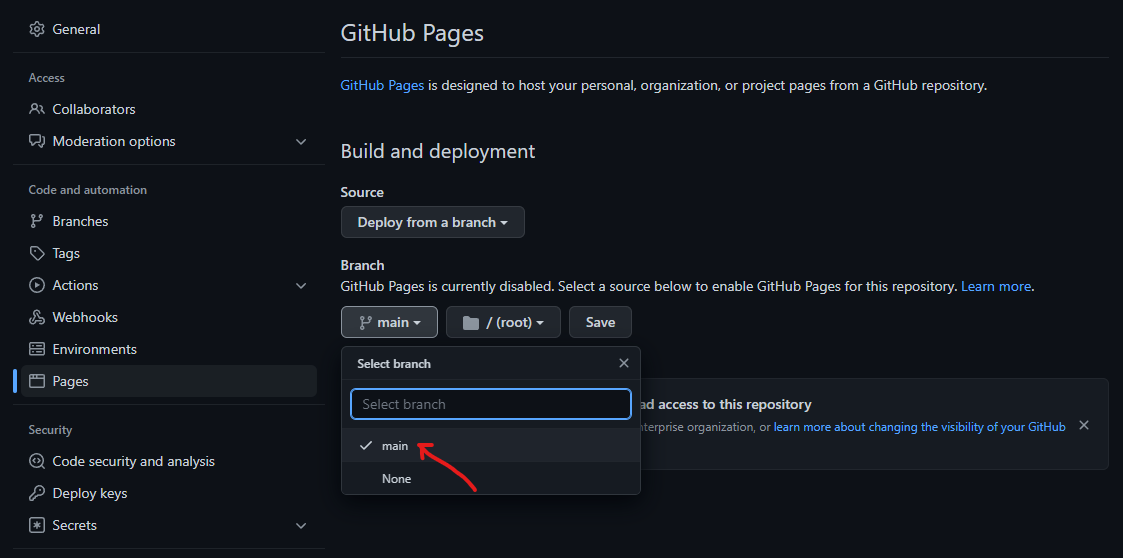 General
Access
Collaborators
Moderation options
Code and automation
Branches
Tags
Actions
Webhooks
Environments
Pages
Security
Code security and analysis
Deploy keys
Secrets
GitHub Pages
GitHub Pages is designed to host your personal, organization, or project pages from a GitHub repository.
Build and deployment
Source
Deploy from a branch
Branch
GitHub Pages is currently disabled. Select a source below to enable GitHub Pages for this repository. Learn more.
main / (root) Save
Select branch
Select branch
main
None
access to this repository
organization, or learn more about changing the visibility of your GitHub